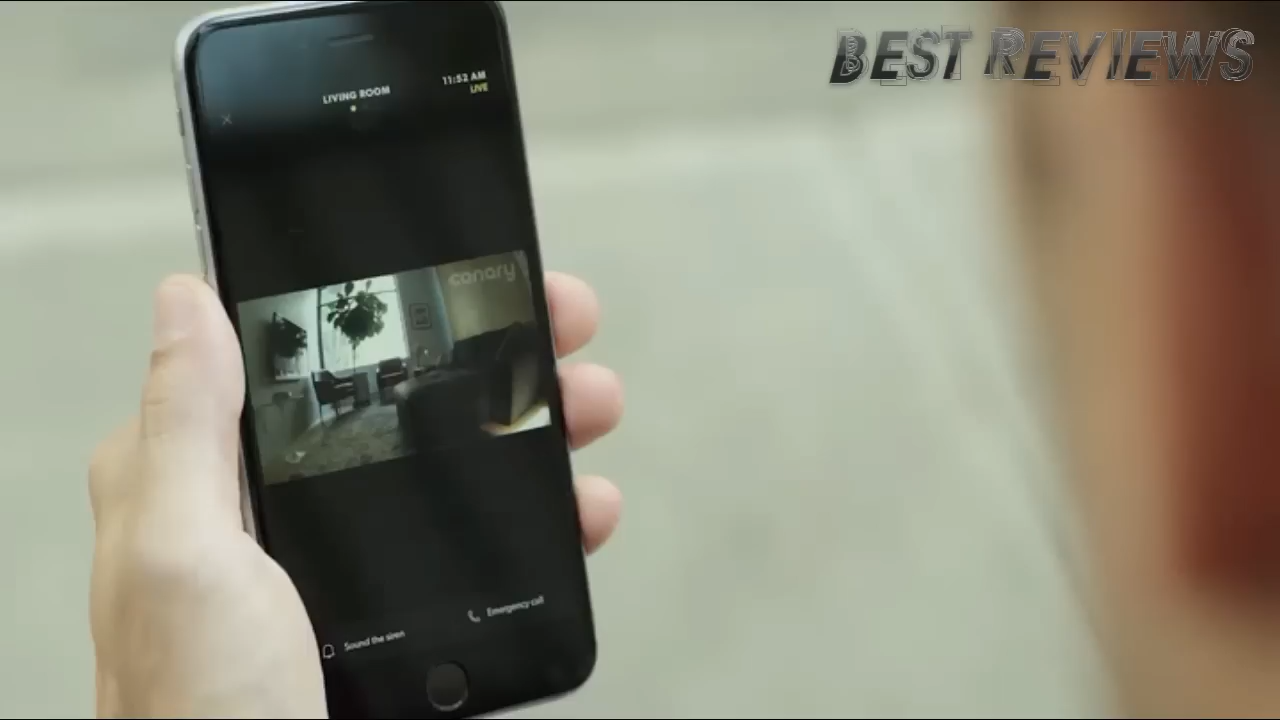 BEST REVIEWS
11:52 AM
LIVING ROOM
LIVE
canary
Sound the siren
Emergency call